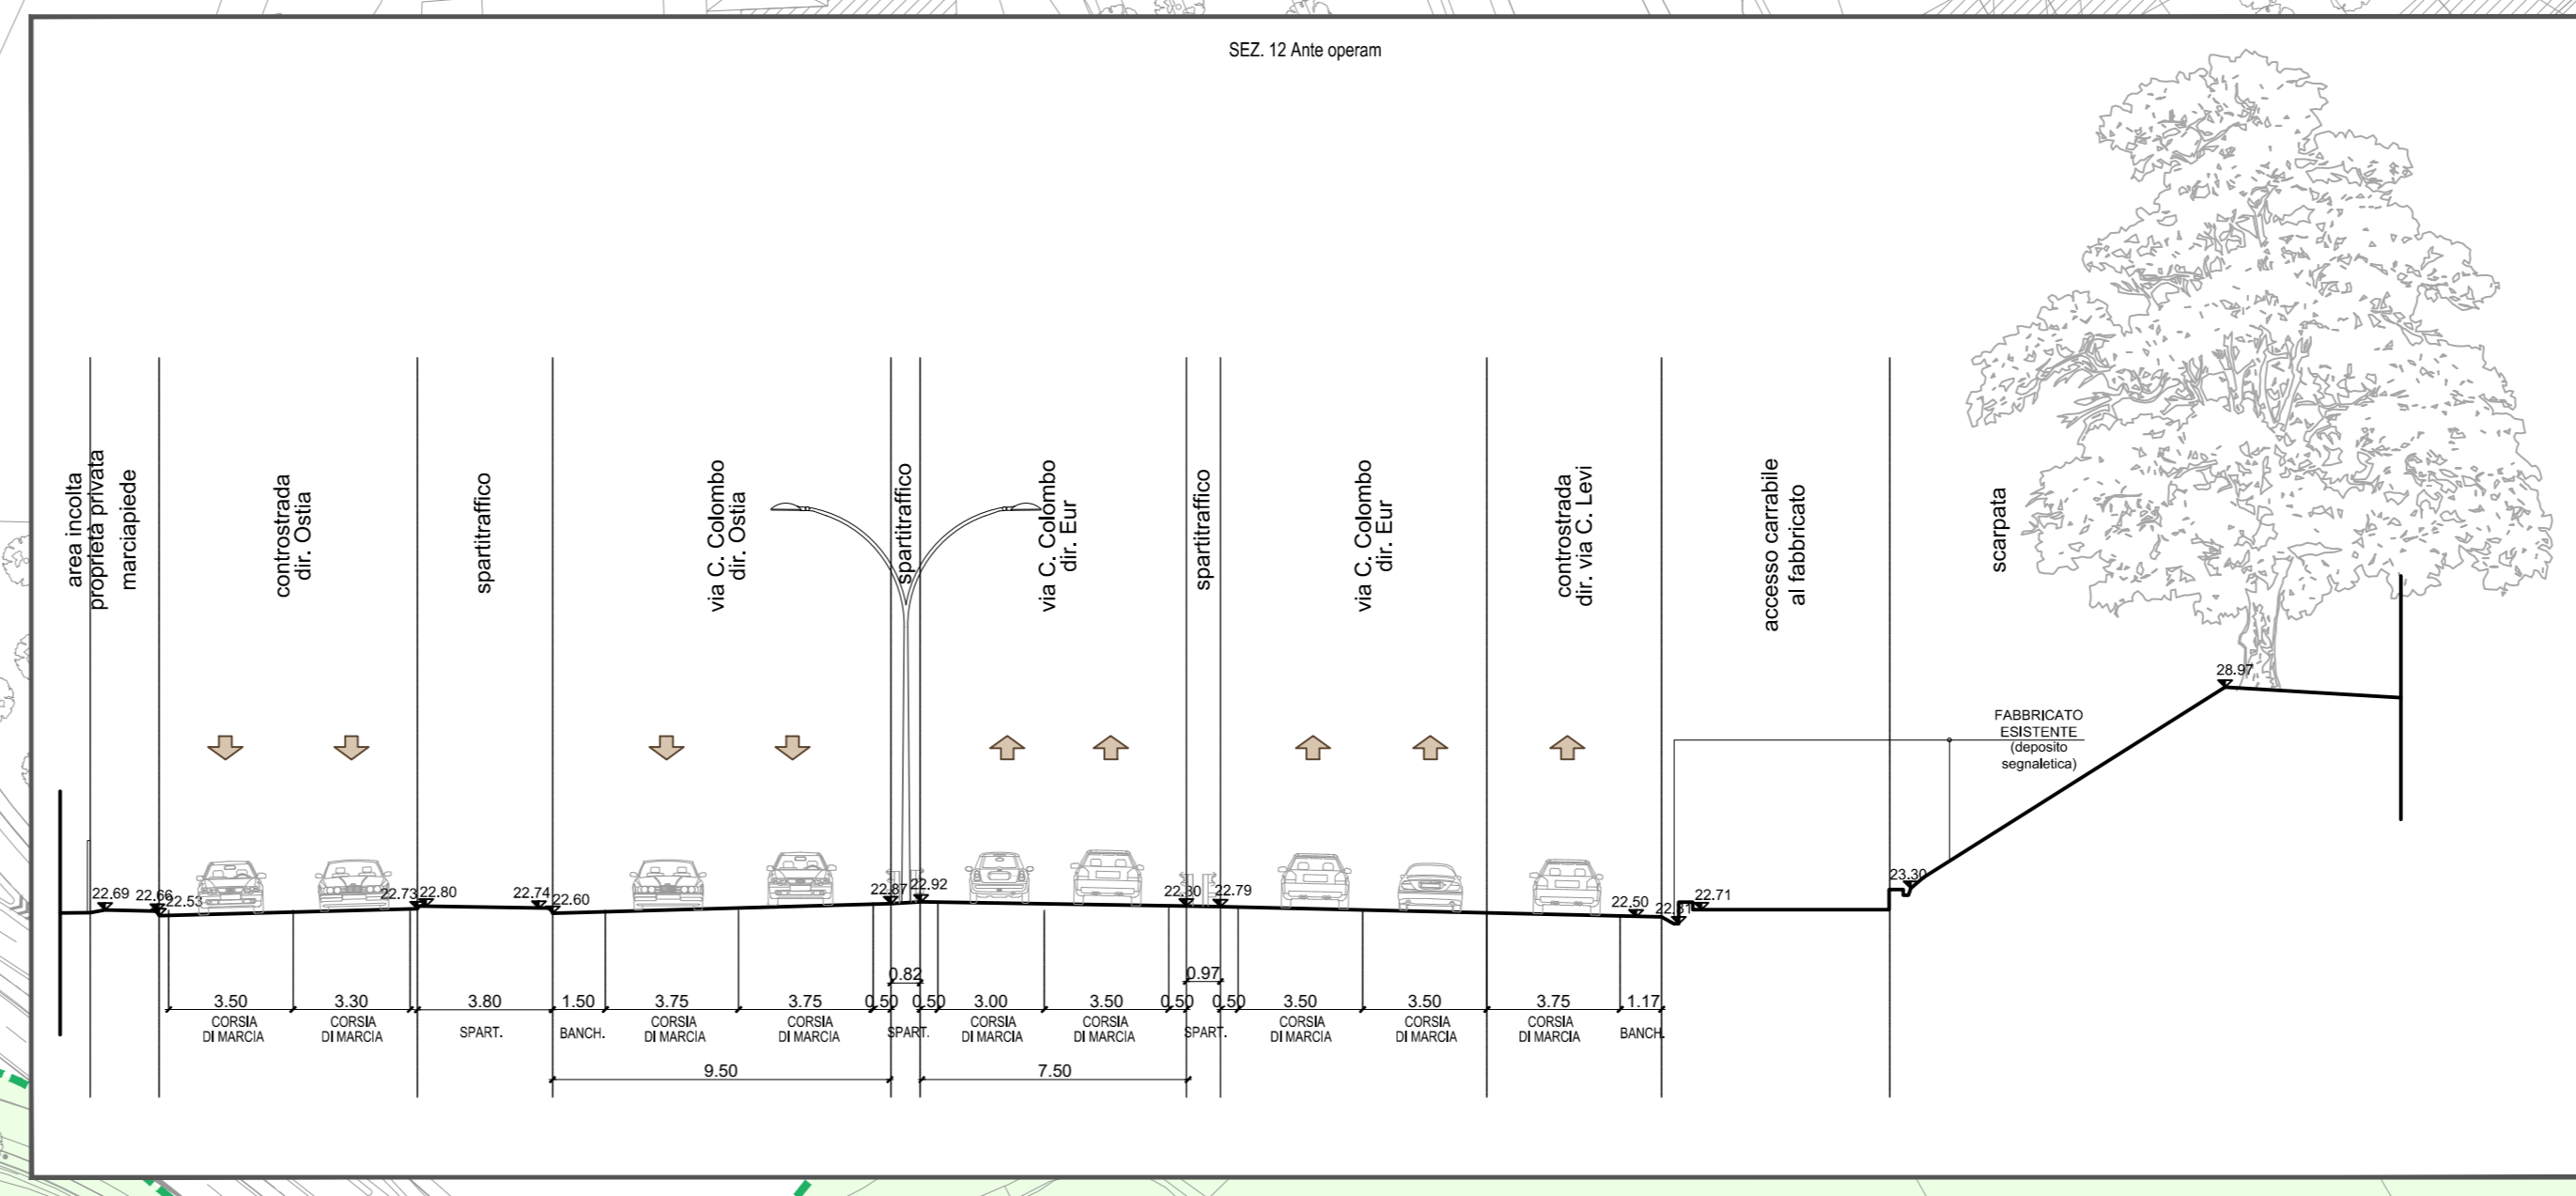 SEZ. 12 Ante operam
area incolta
proprietà privata
marciapiede
controstrada
dir. Ostia
spartitraffico
via C. Colombo
dir. Ostia
spartitraffico
via C. Colombo
dir. Eur
spartitraffico
via C. Colombo
dir. Eur
controstrada
dir. via C. Levi
accesso carrabile
al fabbricato
scarpata
28.97
FABBRICATO
ESISTENTE
(deposito
segnaletica)
22.69 22.66 22.53 22.73 22.80 22.74 22.60 22.87 22.92 22.80 22.79 22.50 22.71 23.30
0.82 0.97
3.50 3.30 3.80 1.50 3.75 3.75 0.50 0.50 3.00 3.50 0.50 0.50 3.50 3.50 3.75 1.17
CORSIA
DI MARCIA
CORSIA
DI MARCIA
SPART.
BANCH.
CORSIA
DI MARCIA
CORSIA
DI MARCIA
SPART.
CORSIA
DI MARCIA
CORSIA
DI MARCIA
SPART.
CORSIA
DI MARCIA
CORSIA
DI MARCIA
CORSIA
DI MARCIA
BANCH.
9.50 7.50